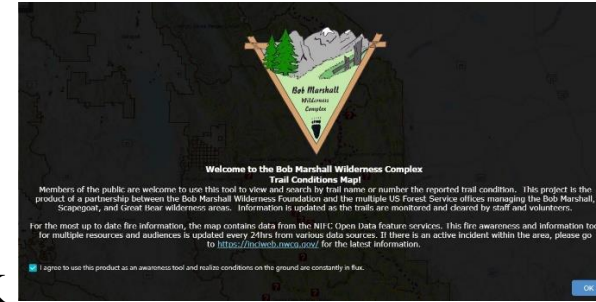 Bob Marshall
Wilderness
Complex
Welcome to the Bob Marshall Wilderness Complex
Trail Conditions Map!
Members of the public are welcome to use this tool to view and search by trail name or number the reported trail condition. This project is the
product of a partnership between the Bob Marshall Wilderness Foundation and the multiple US Forest Service offices managing the Bob Marshall,
Scapegoat, and Great Bear wilderness areas. Information is updated as the trails are monitored and cleared by staff and volunteers.
For the most up to date fire information, the map contains data from the NIFC Open Data feature services. This fire awareness and information too
for multiple resources and audiences is updated every 24hrs from various data sources. If there is an active incident within the area, please go
to https://inciweb.nwcg.gov/ for the latest information.
I agree to use this product as an awareness tool and realize conditions on the ground are constantly in flux.
OK